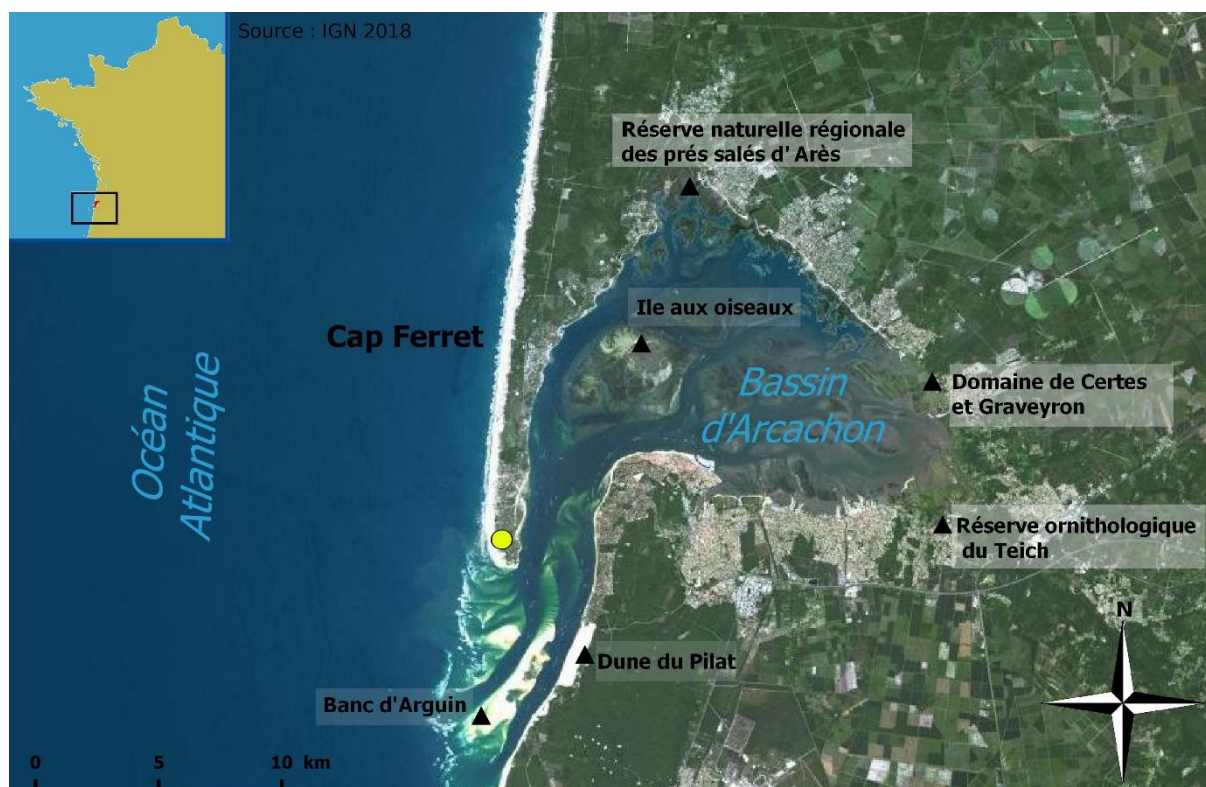 Source : IGN 2018
Réserve naturelle régionale
des prés salés d' Arès
Ile aux oiseaux
Cap Ferret
Océan
Atlantique
Bassin
d'Arcachon
Domaine de Certes
et Graveyron
Réserve ornithologique
du Teich
Dune du Pilat
Banc d'Arguin
N
0 5 10 km